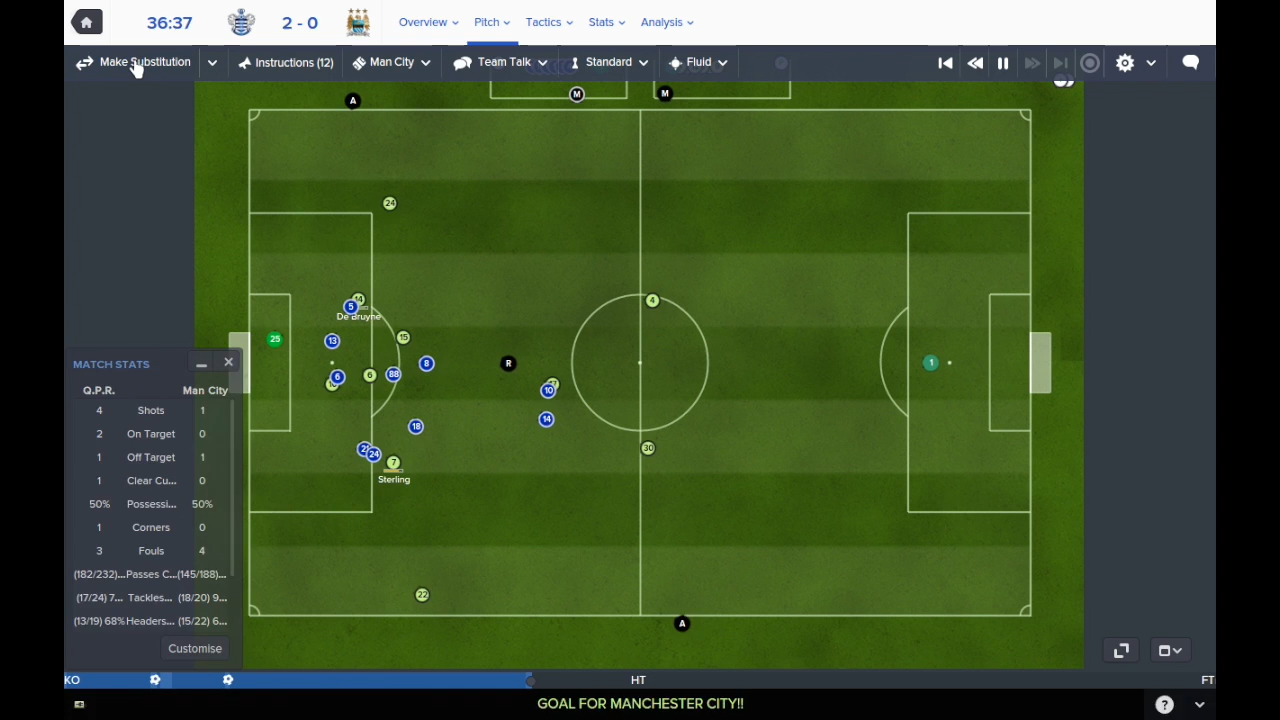 36:37 2 - 0 Overview Pitch Tactics Stats Analysis
Make Substitution Instructions (12) Man City Team Talk Standard Fluid
A M M
24
5
De Bruyne
4
25 13 15
6 6 88 8 R 10 1
14
18
24 7 30
Sterling
22
A
MATCH STATS
Q.P.R. Man City
4 Shots 1
2 On Target 0
1 Off Target 1
1 Clear Cu... 0
50% Possessi... 50%
1 Corners 0
3 Fouls 4
(182/232)... Passes C... (145/188)...
(17/24) 7... Tackles... (18/20) 9...
(13/19) 68% Headers... (15/22) 6...
Customise
KO HT FT
GOAL FOR MANCHESTER CITY!!
?